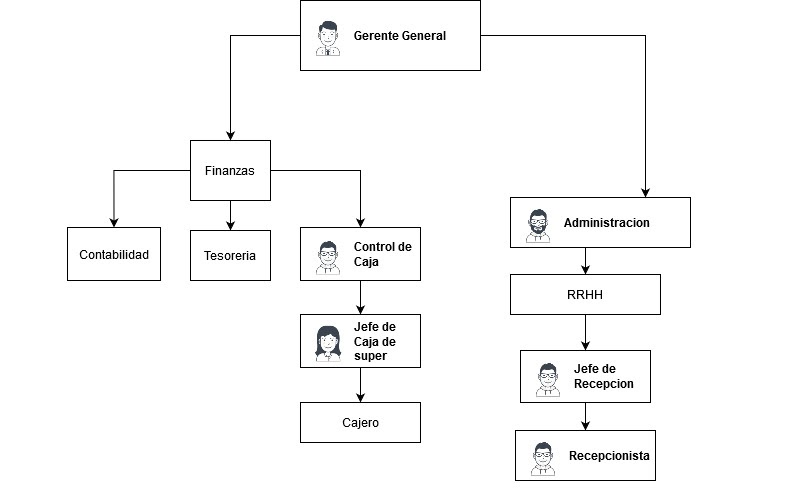 Gerente General
Finanzas
Administracion
Contabilidad
Tesoreria
Control de
Caja
RRHH
Jefe de
Caja de
super
Jefe de
Recepcion
Cajero
Recepcionista